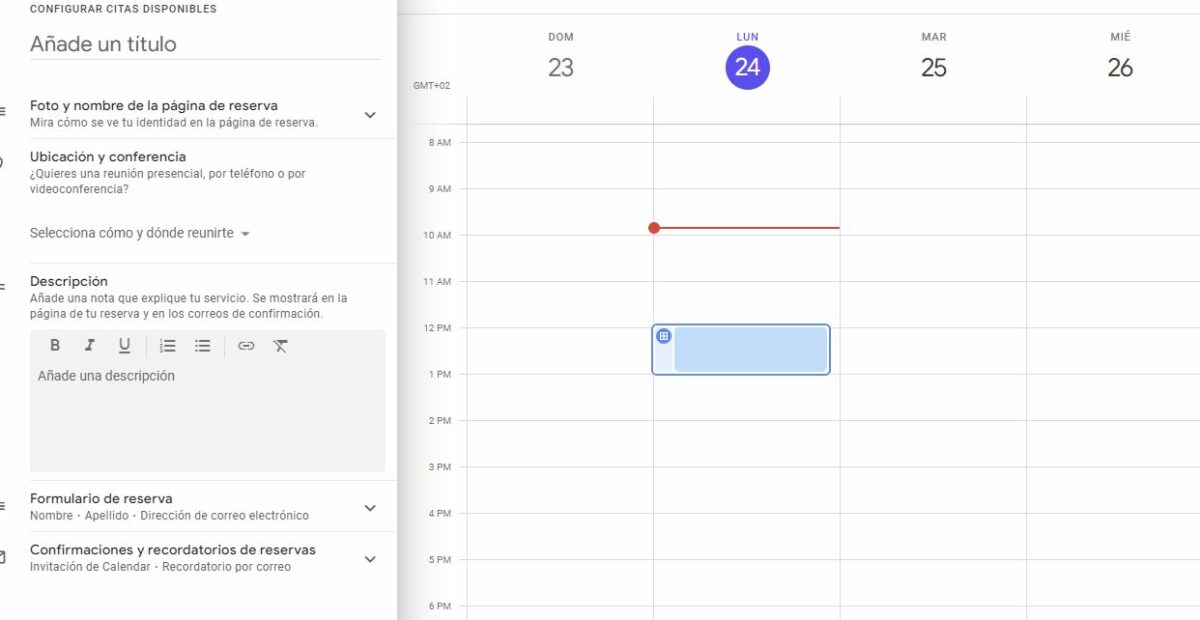 CONFIGURAR CITAS DISPONIBLES
Añade un título
Foto y nombre de la página de reserva
Mira cómo se ve tu identidad en la página de reserva.
Ubicación y conferencia
¿Quieres una reunión presencial, por teléfono o por
videoconferencia?
Selecciona cómo y dónde reunirte
Descripción
Añade una nota que explique tu servicio. Se mostrará en la
página de tu reserva y en los correos de confirmación.
B I U
Añade una descripción
Formulario de reserva
Nombre · Apellido · Dirección de correo electrónico
Confirmaciones y recordatorios de reservas
Invitación de Calendar · Recordatorio por correo
DOM LUN MAR MIÉ
23 24 25 26
GMT+02
8 AM
9 AM
10 AM
11 AM
12 PM
1 PM
2 PM
3 PM
4 PM
5 PM
6 PM